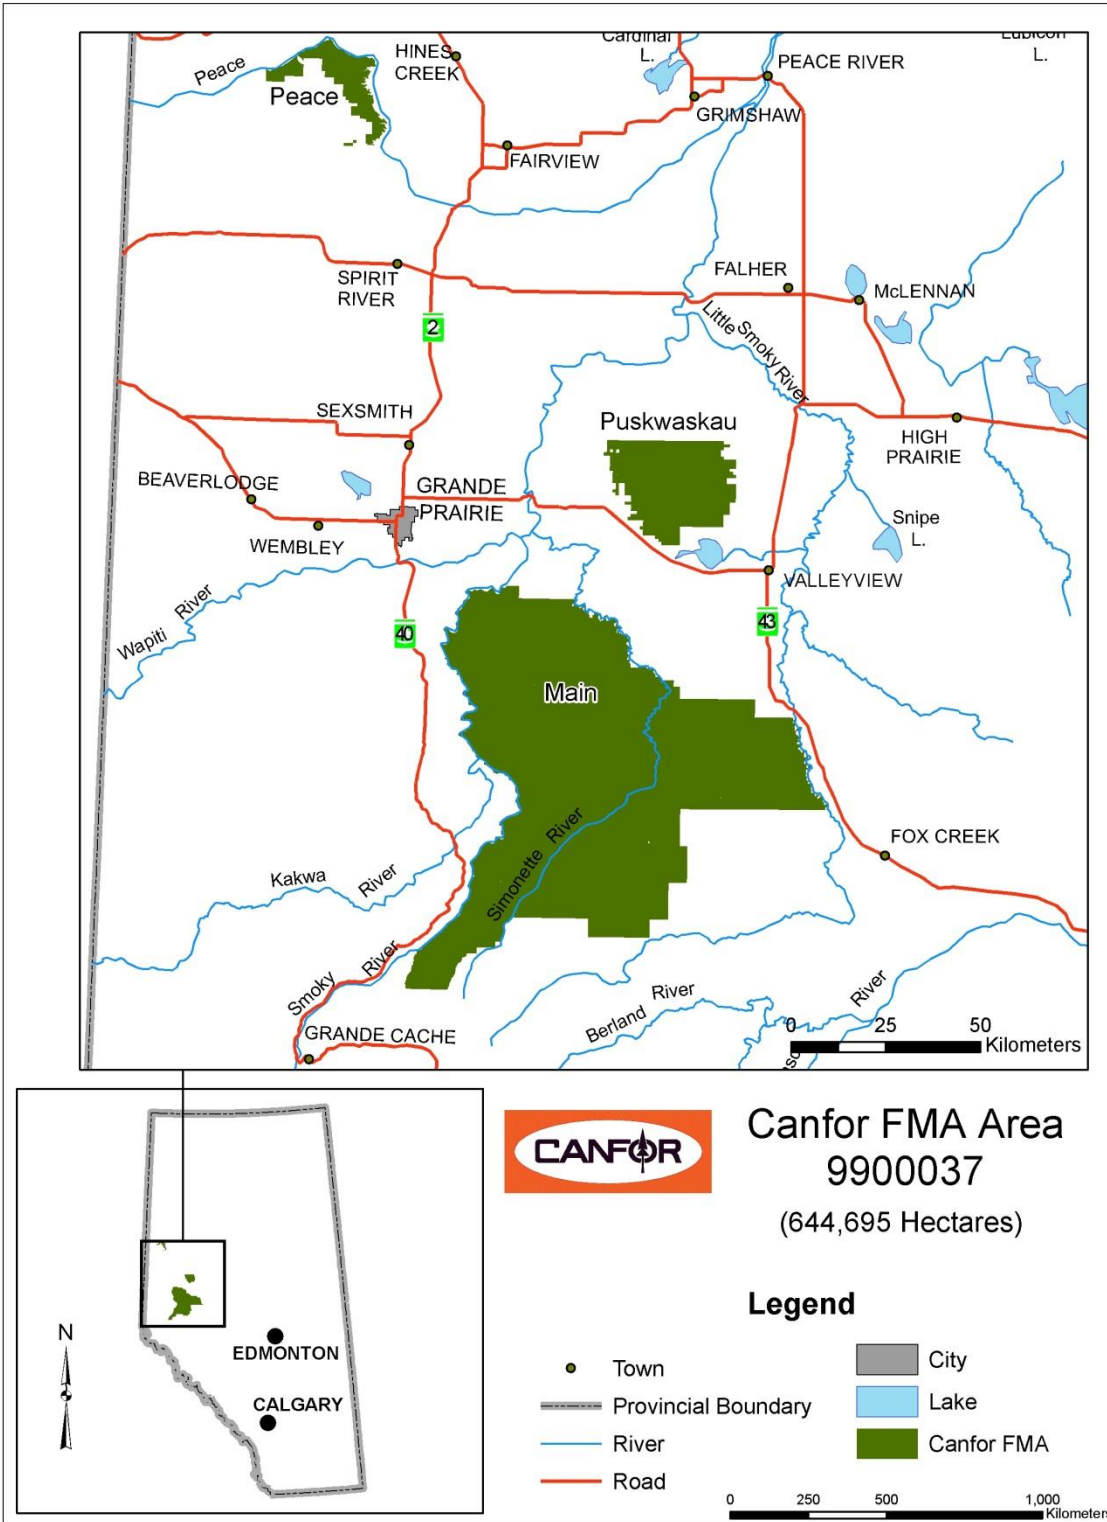 Cardinal
L.
Lubicon
L.
HINES
CREEK
Peace
PEACE RIVER
Peace
GRIMSHAW
FAIRVIEW
SPIRIT
RIVER
FALHER
McLENNAN
2
Little Smoky River
SEXSMITH
Puskwaskau
HIGH
PRAIRIE
BEAVERLODGE
GRANDE
PRAIRIE
WEMBLEY
Snipe
L.
VALLEYVIEW
Wapiti River
40
43
Main
FOX CREEK
Simonette River
Kakwa River
Smoky River
Berland River
River
GRANDE CACHE
0 25 50
Kilometers
CANFOR
Canfor FMA Area
9900037
(644,695 Hectares)
N
EDMONTON
CALGARY
Legend
Town
Provincial Boundary
River
Road
City
Lake
Canfor FMA
0 250 500 1,000
Kilometers